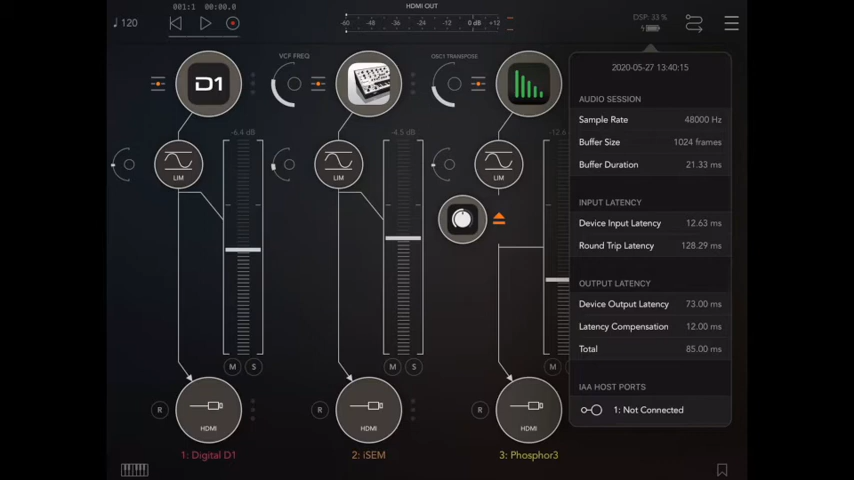 HDMI OUT
♩ 120
001:1 00:00.0
-60 -48 -36 -24 -12 0 dB +12
DSP: 33 %
2020-05-27 13:40:15
AUDIO SESSION
Sample Rate 48000 Hz
Buffer Size 1024 frames
Buffer Duration 21.33 ms
INPUT LATENCY
Device Input Latency 12.63 ms
Round Trip Latency 128.29 ms
OUTPUT LATENCY
Device Output Latency 73.00 ms
Latency Compensation 12.00 ms
Total 85.00 ms
IAA HOST PORTS
1: Not Connected
D1
VCF FREQ
OSC1 TRANSPOSE
-6.4 dB
-4.5 dB
-12.6
LIM
LIM
LIM
M S
M S
M
R HDMI
R HDMI
R HDMI
1: Digital D1
2: iSEM
3: Phosphor3